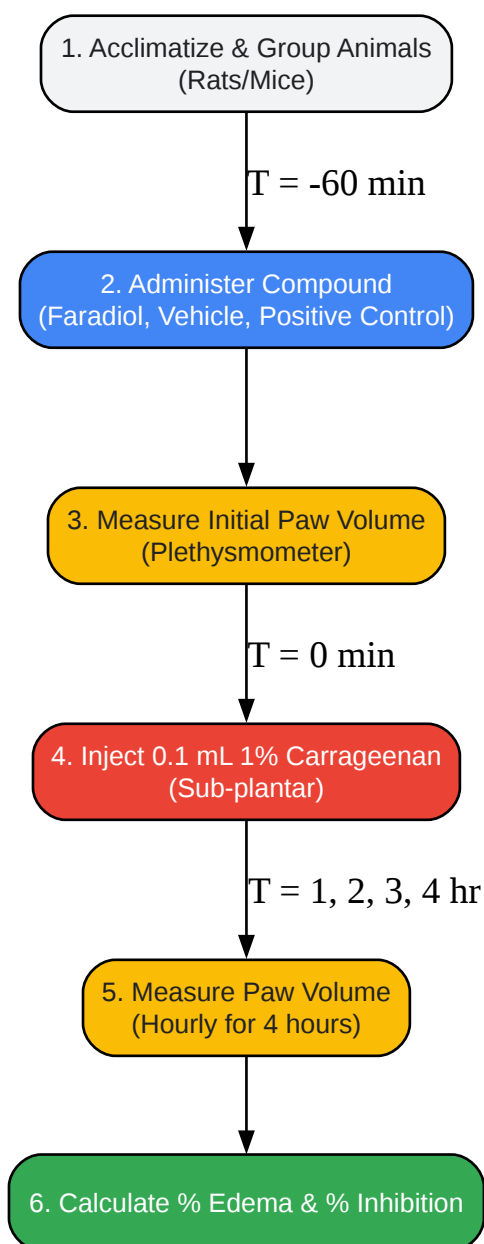 1. Acclimatize & Group Animals
(Rats/Mice)
T = -60 min
2. Administer Compound
(Faradiol, Vehicle, Positive Control)
3. Measure Initial Paw Volume
(Plethysmometer)
T = 0 min
4. Inject 0.1 mL 1% Carrageenan
(Sub-plantar)
T = 1, 2, 3, 4 hr
5. Measure Paw Volume
(Hourly for 4 hours)
6. Calculate % Edema & % Inhibition